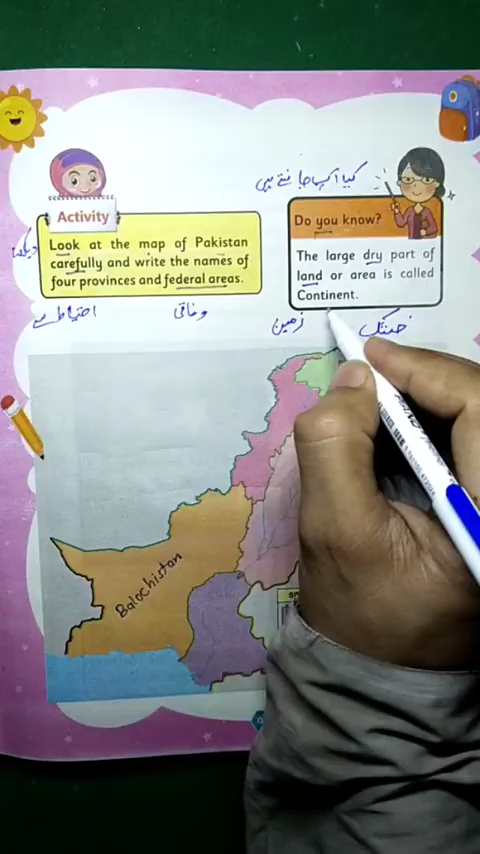 کیا آپ جانتے ہیں
Activity
Look at the map of Pakistan
carefully and write the names of
four provinces and federal areas.
Do you know?
The large dry part of
land or area is called
Continent.
احتیاط سے
وفاقی
زمین
خشک
Balochistan